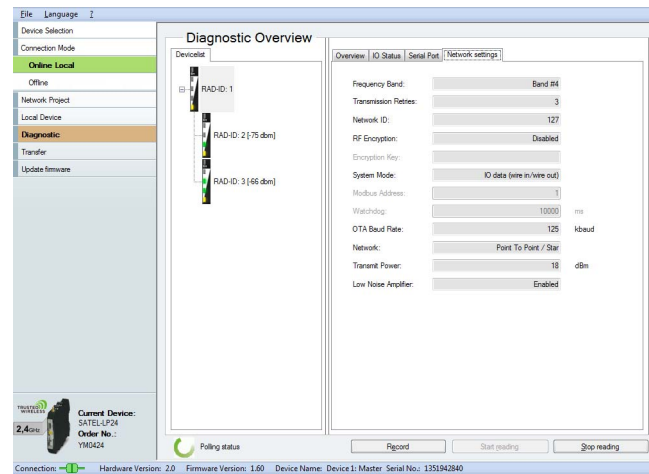 File Language ?
Device Selection
Connection Mode
Online Local
Offline
Network Project
Local Device
Diagnostic
Transfer
Update firmware
Diagnostic Overview
Devicelist
RAD-ID: 1
RAD-ID: 2 [-75 dbm]
RAD-ID: 3 [-66 dbm]
Overview IO Status Serial Port Network settings
Frequency Band: Band #4
Transmission Retries: 3
Network ID: 127
RF Encryption: Disabled
Encryption Key:
System Mode: IO data (wire in/wire out)
Modbus Address: 1
Watchdog: 10000 ms
OTA Baud Rate: 125 kbaud
Network: Point To Point / Star
Transmit Power: 18 dBm
Low Noise Amplifier: Enabled
TRUSTED
WIRELESS
2,4GHz
Current Device:
SATEL-LP24
Order No.:
YM0424
Polling status Record Start reading Stop reading
Connection: Hardware Version: 2.0 Firmware Version: 1.60 Device Name: Device 1: Master Serial No.: 1351942840